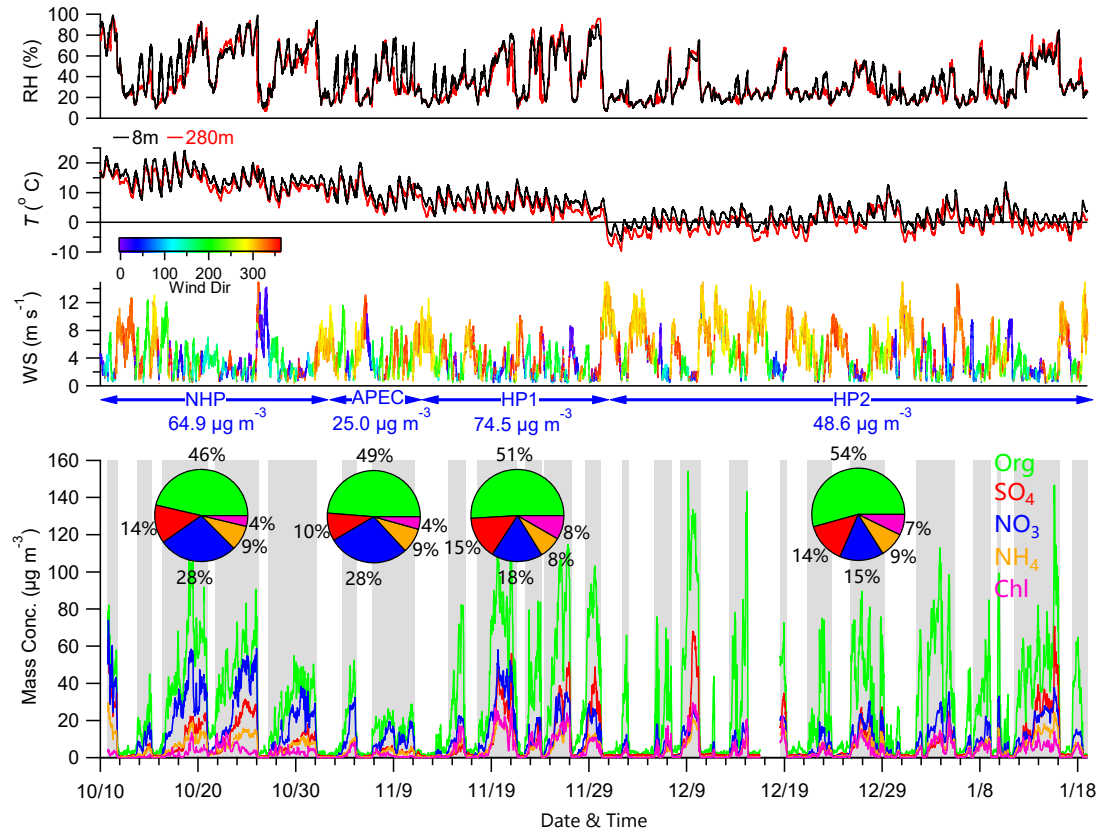 100
80
60
40
20
0
RH (%)
8m 280m
20
10
0
-10
T (° C)
0 100 200 300
Wind Dir
12
8
4
0
WS (m s⁻¹)
NHP APEC HP1 HP2
64.9 µg m⁻³ 25.0 µg m⁻³ 74.5 µg m⁻³ 48.6 µg m⁻³
160
140
120
100
80
60
40
20
0
Mass Conc. (µg m⁻³)
46%
14%
28%
9%
4%
49%
10%
28%
9%
4%
51%
15%
18%
8%
8%
54%
14%
15%
9%
7%
Org
SO₄
NO₃
NH₄
Chl
10/10 10/20 10/30 11/9 11/19 11/29 12/9 12/19 12/29 1/8 1/18
Date & Time